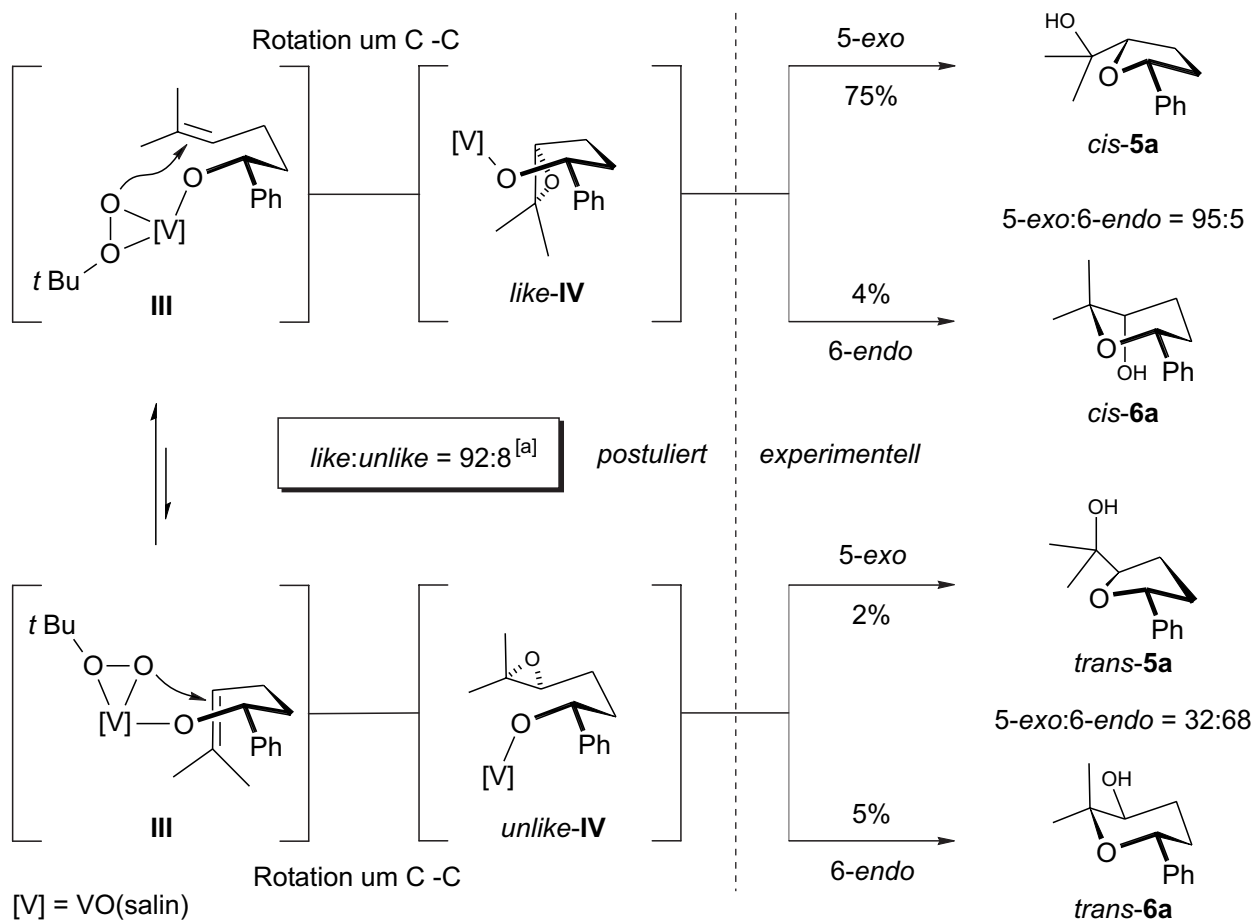 Rotation um C -C
5-exo
75%
HO
O
Ph
cis-5a
O
Ph
O
O
[V]
t Bu
III
[V]
O
O
Ph
like-IV
5-exo:6-endo = 95:5
4%
6-endo
O
OH
Ph
cis-6a
like:unlike = 92:8[a]
postuliert
experimentell
5-exo
2%
OH
O
Ph
trans-5a
t Bu
O
O
[V]
O
Ph
III
O
O
Ph
[V]
unlike-IV
5-exo:6-endo = 32:68
5%
6-endo
OH
O
Ph
trans-6a
Rotation um C -C
[V] = VO(salin)